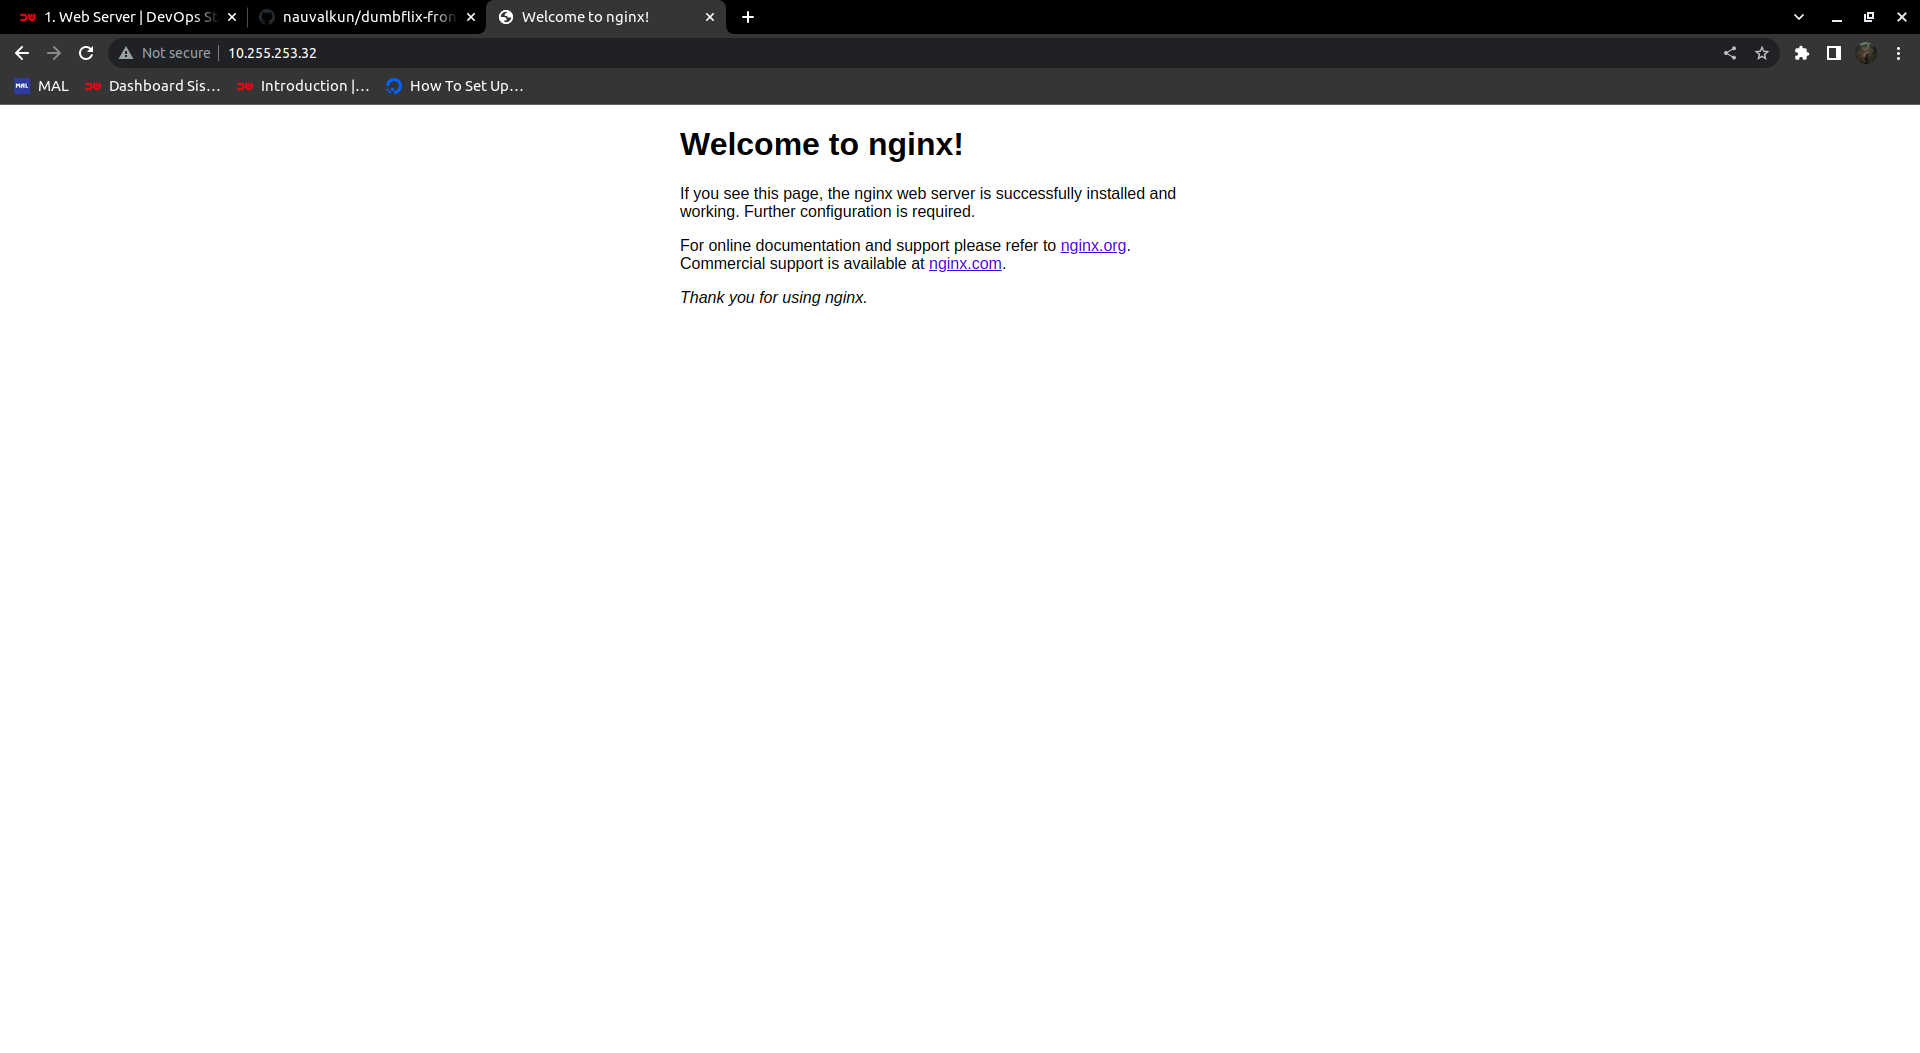 1. Web Server | DevOps St
nauvalkun/dumbflix-fron
Welcome to nginx!
Not secure
10.255.253.32
MAL
MAL
Dashboard Sis...
Introduction |...
How To Set Up...
Welcome to nginx!
If you see this page, the nginx web server is successfully installed and
working. Further configuration is required.
For online documentation and support please refer to nginx.org.
Commercial support is available at nginx.com.
Thank you for using nginx.